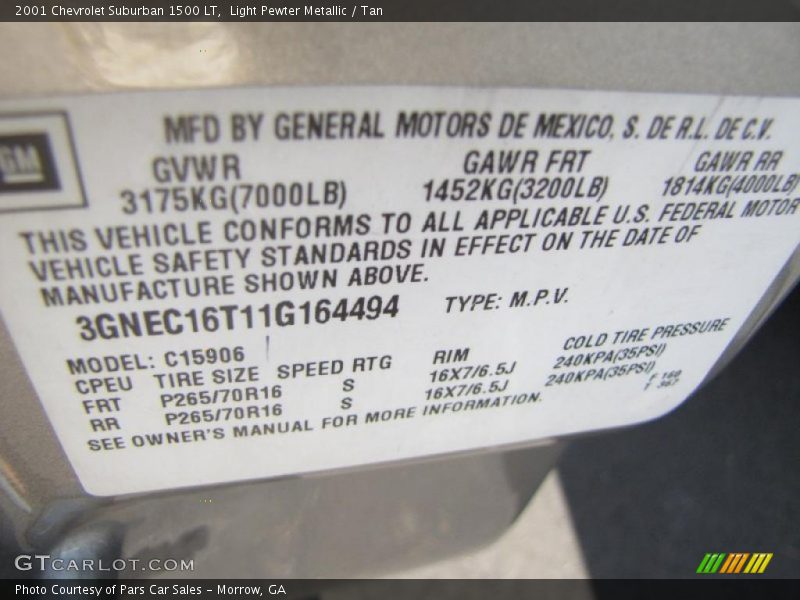 2001 Chevrolet Suburban 1500 LT, Light Pewter Metallic / Tan
GM
MFD BY GENERAL MOTORS DE MEXICO, S. DE R.L. DE C.V.
GVWR GAWR FRT GAWR RR
3175KG(7000LB) 1452KG(3200LB) 1814KG(4000LB)
THIS VEHICLE CONFORMS TO ALL APPLICABLE U.S. FEDERAL MOTOR
VEHICLE SAFETY STANDARDS IN EFFECT ON THE DATE OF
MANUFACTURE SHOWN ABOVE.
3GNEC16T11G164494 TYPE: M.P.V.
MODEL: C15906
CPEU TIRE SIZE SPEED RTG RIM COLD TIRE PRESSURE
FRT P265/70R16 S 16X7/6.5J 240KPA(35PSI)
RR P265/70R16 S 16X7/6.5J 240KPA(35PSI)
SEE OWNER'S MANUAL FOR MORE INFORMATION.
GTCARLOT.COM
Photo Courtesy of Pars Car Sales - Morrow, GA